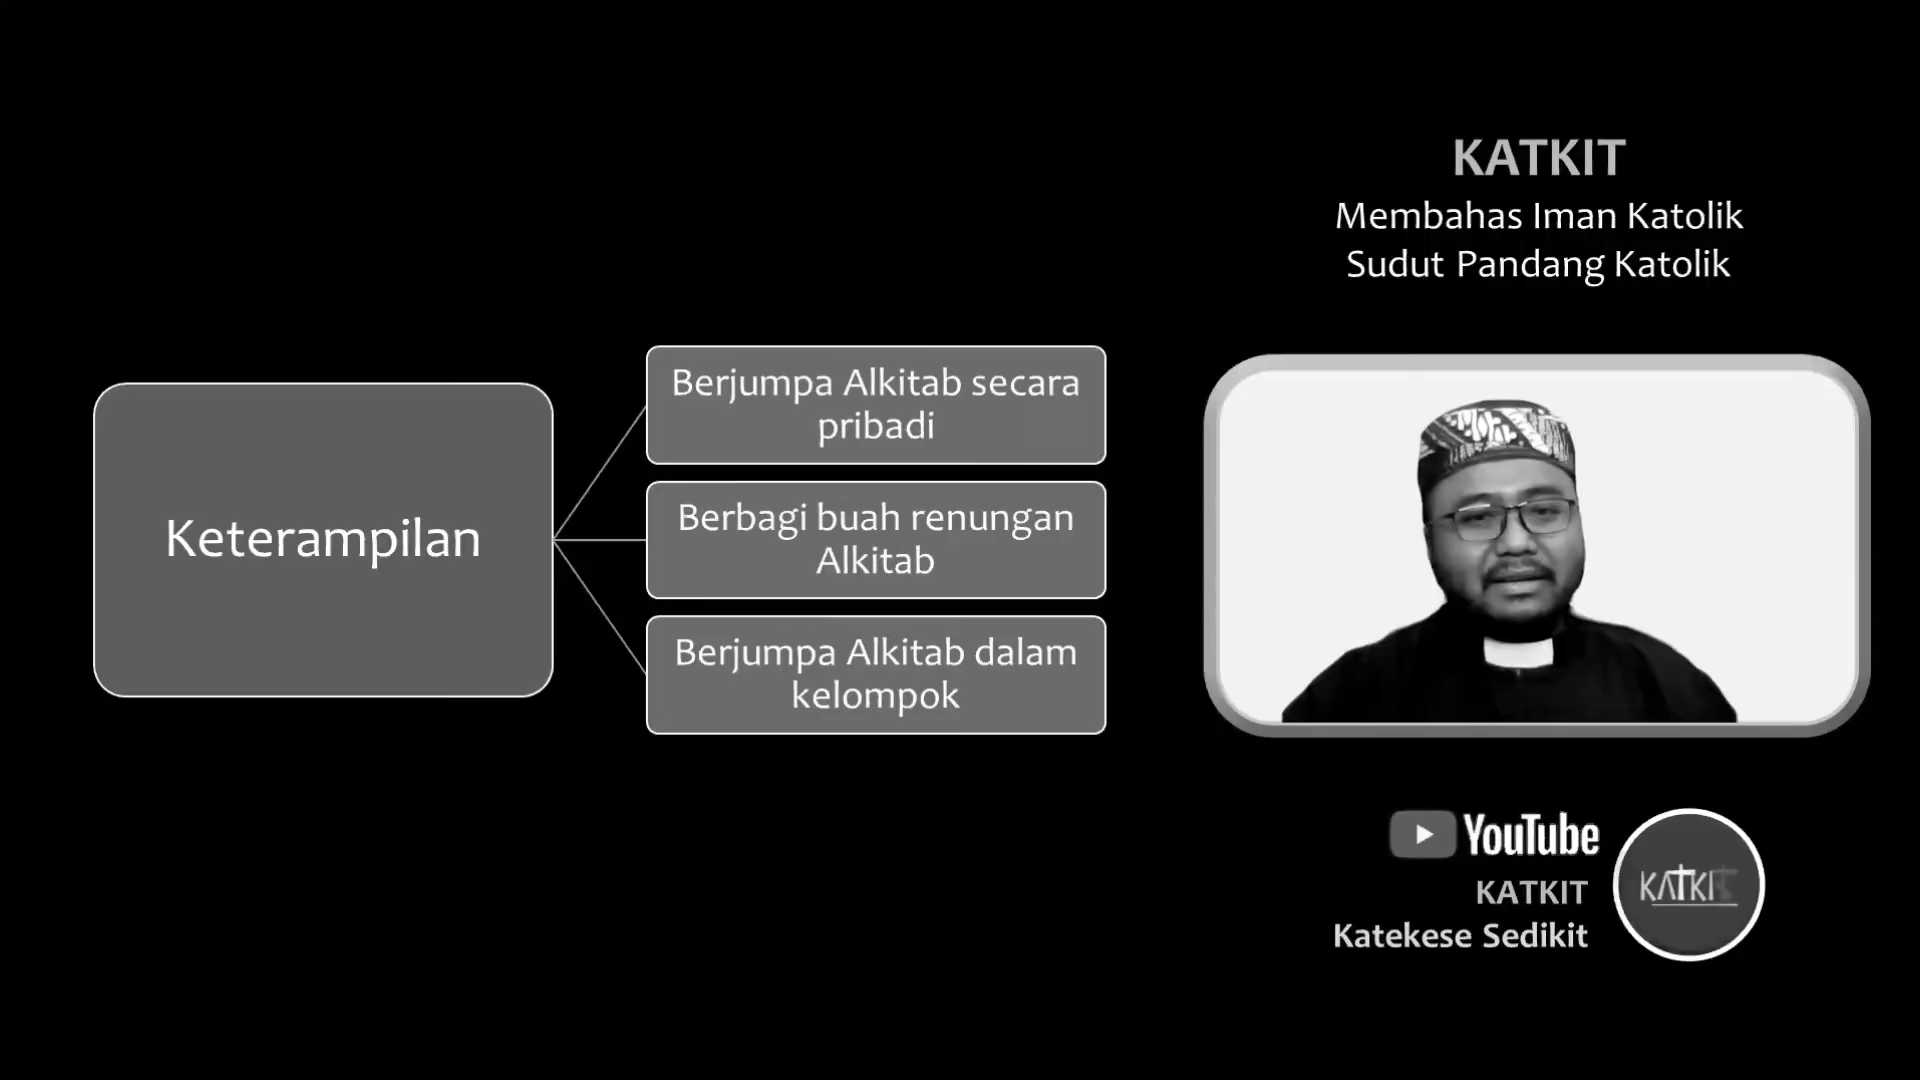 Keterampilan
Berjumpa Alkitab secara
pribadi
Berbagi buah renungan
Alkitab
Berjumpa Alkitab dalam
kelompok
KATKIT
Membahas Iman Katolik
Sudut Pandang Katolik
YouTube
KATKIT
Katekese Sedikit
KATKIT